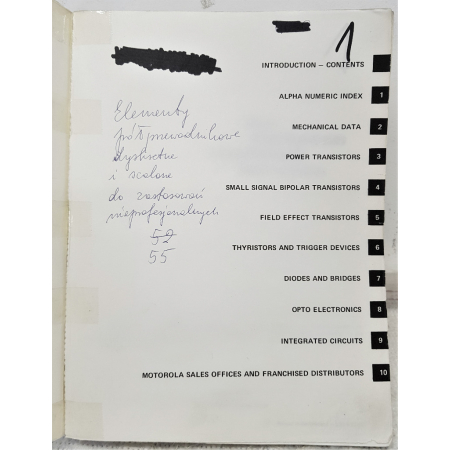 1
INTRODUCTION – CONTENTS
ALPHA NUMERIC INDEX 1
MECHANICAL DATA 2
POWER TRANSISTORS 3
SMALL SIGNAL BIPOLAR TRANSISTORS 4
FIELD EFFECT TRANSISTORS 5
THYRISTORS AND TRIGGER DEVICES 6
DIODES AND BRIDGES 7
OPTO ELECTRONICS 8
INTEGRATED CIRCUITS 9
MOTOROLA SALES OFFICES AND FRANCHISED DISTRIBUTORS 10
Elementy
półprzewodnikowe
dyskretne
i scalone
do zastosowań
nieprofesjonalnych
52
55